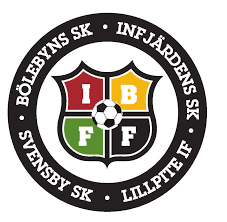 BÖLEBYNS SK
INFJÄRDENS SK
SVENSBY SK
LILLPITE IF
I B
F F